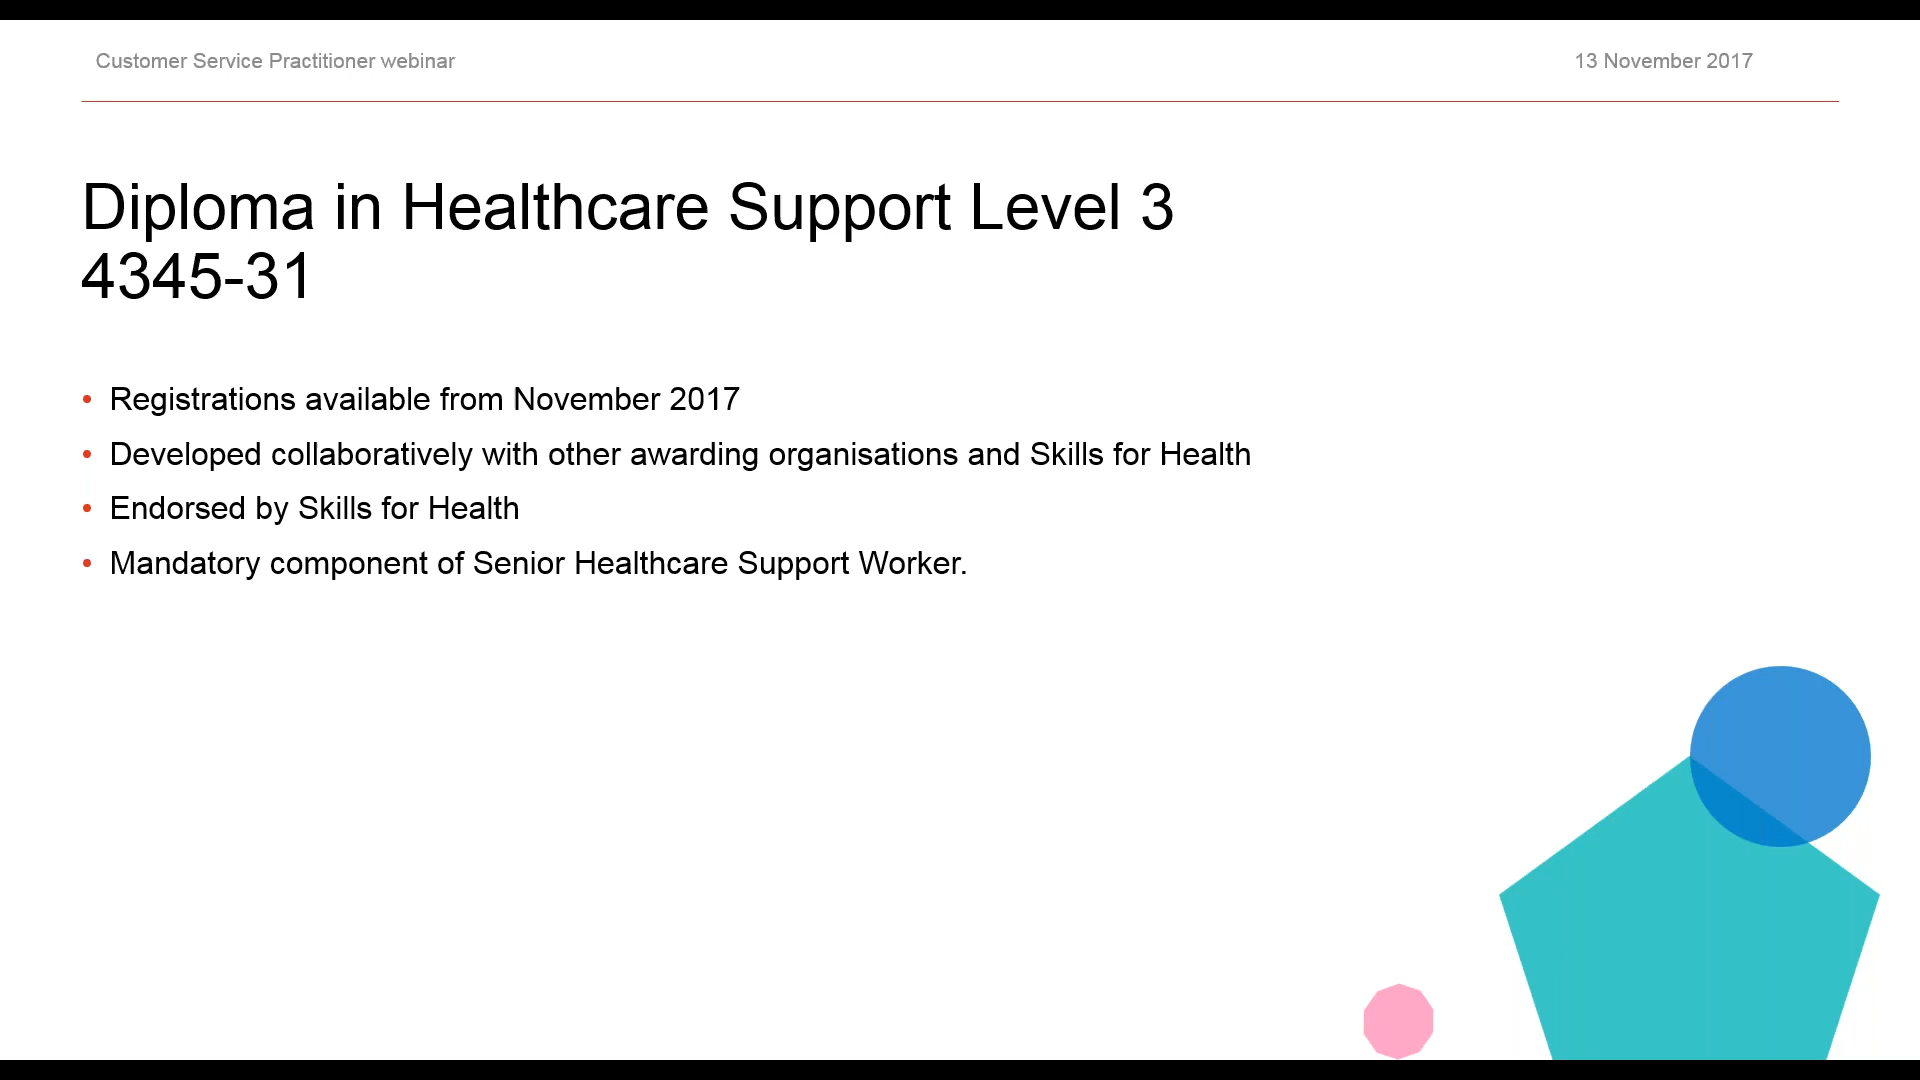 Customer Service Practitioner webinar
13 November 2017
Diploma in Healthcare Support Level 3
4345-31
• Registrations available from November 2017
• Developed collaboratively with other awarding organisations and Skills for Health
• Endorsed by Skills for Health
• Mandatory component of Senior Healthcare Support Worker.